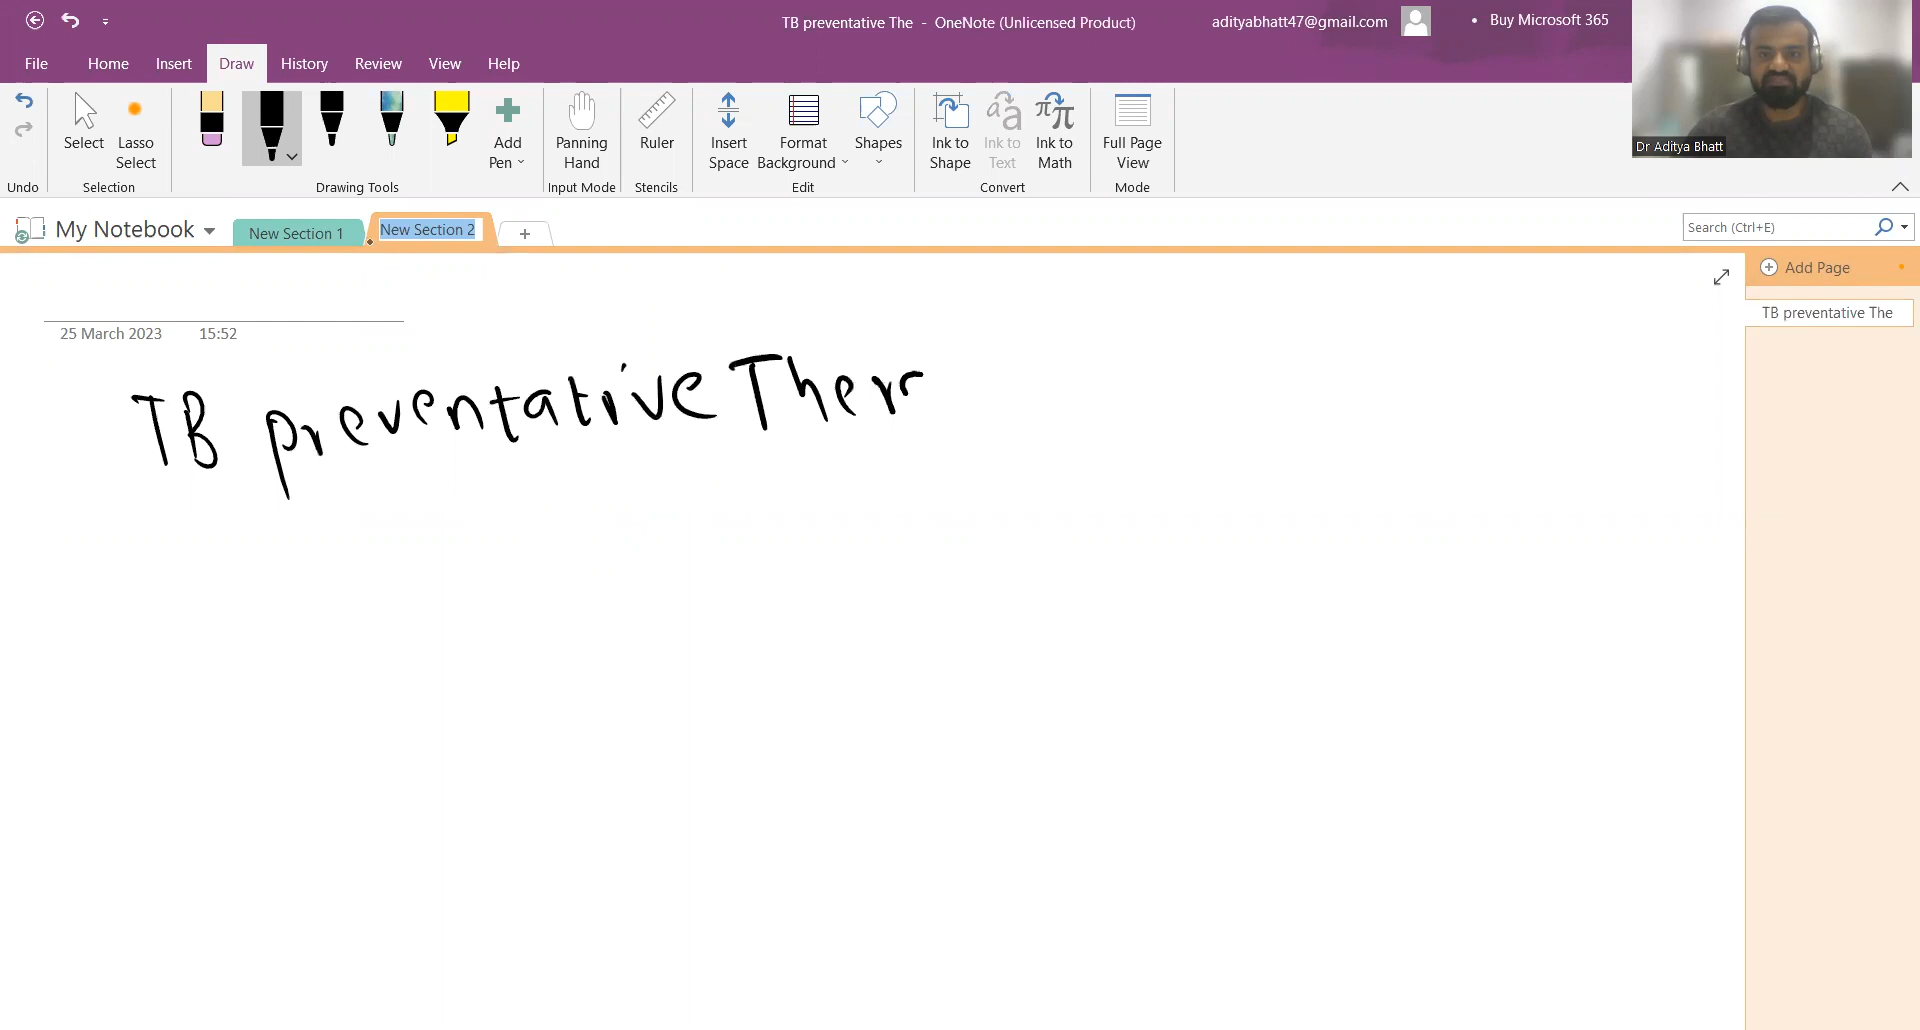 TB preventative The - OneNote (Unlicensed Product)
adityabhatt47@gmail.com
Buy Microsoft 365
File Home Insert Draw History Review View Help
Select
Lasso Select
Add Pen
Panning Hand
Ruler
Insert Space
Format Background
Shapes
Ink to Shape
Ink to Text
Ink to Math
Full Page View
Dr Aditya Bhatt
Undo Selection Drawing Tools Input Mode Stencils Edit Convert Mode
My Notebook New Section 1 New Section 2 +
Search (Ctrl+E)
Add Page
TB preventative The
25 March 2023 15:52
TB preventative Ther